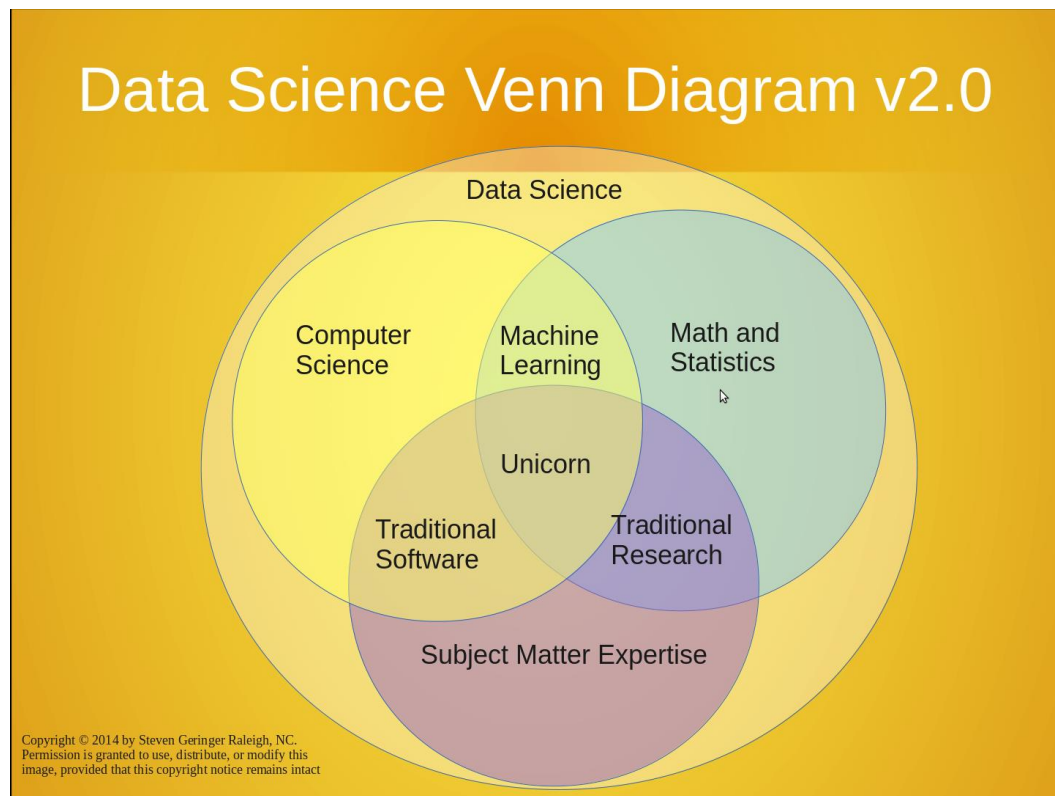 Data Science Venn Diagram v2.0
Data Science
Computer
Science
Machine
Learning
Math and
Statistics
Unicorn
Traditional
Software
Traditional
Research
Subject Matter Expertise
Copyright © 2014 by Steven Geringer Raleigh, NC.
Permission is granted to use, distribute, or modify this
image, provided that this copyright notice remains intact